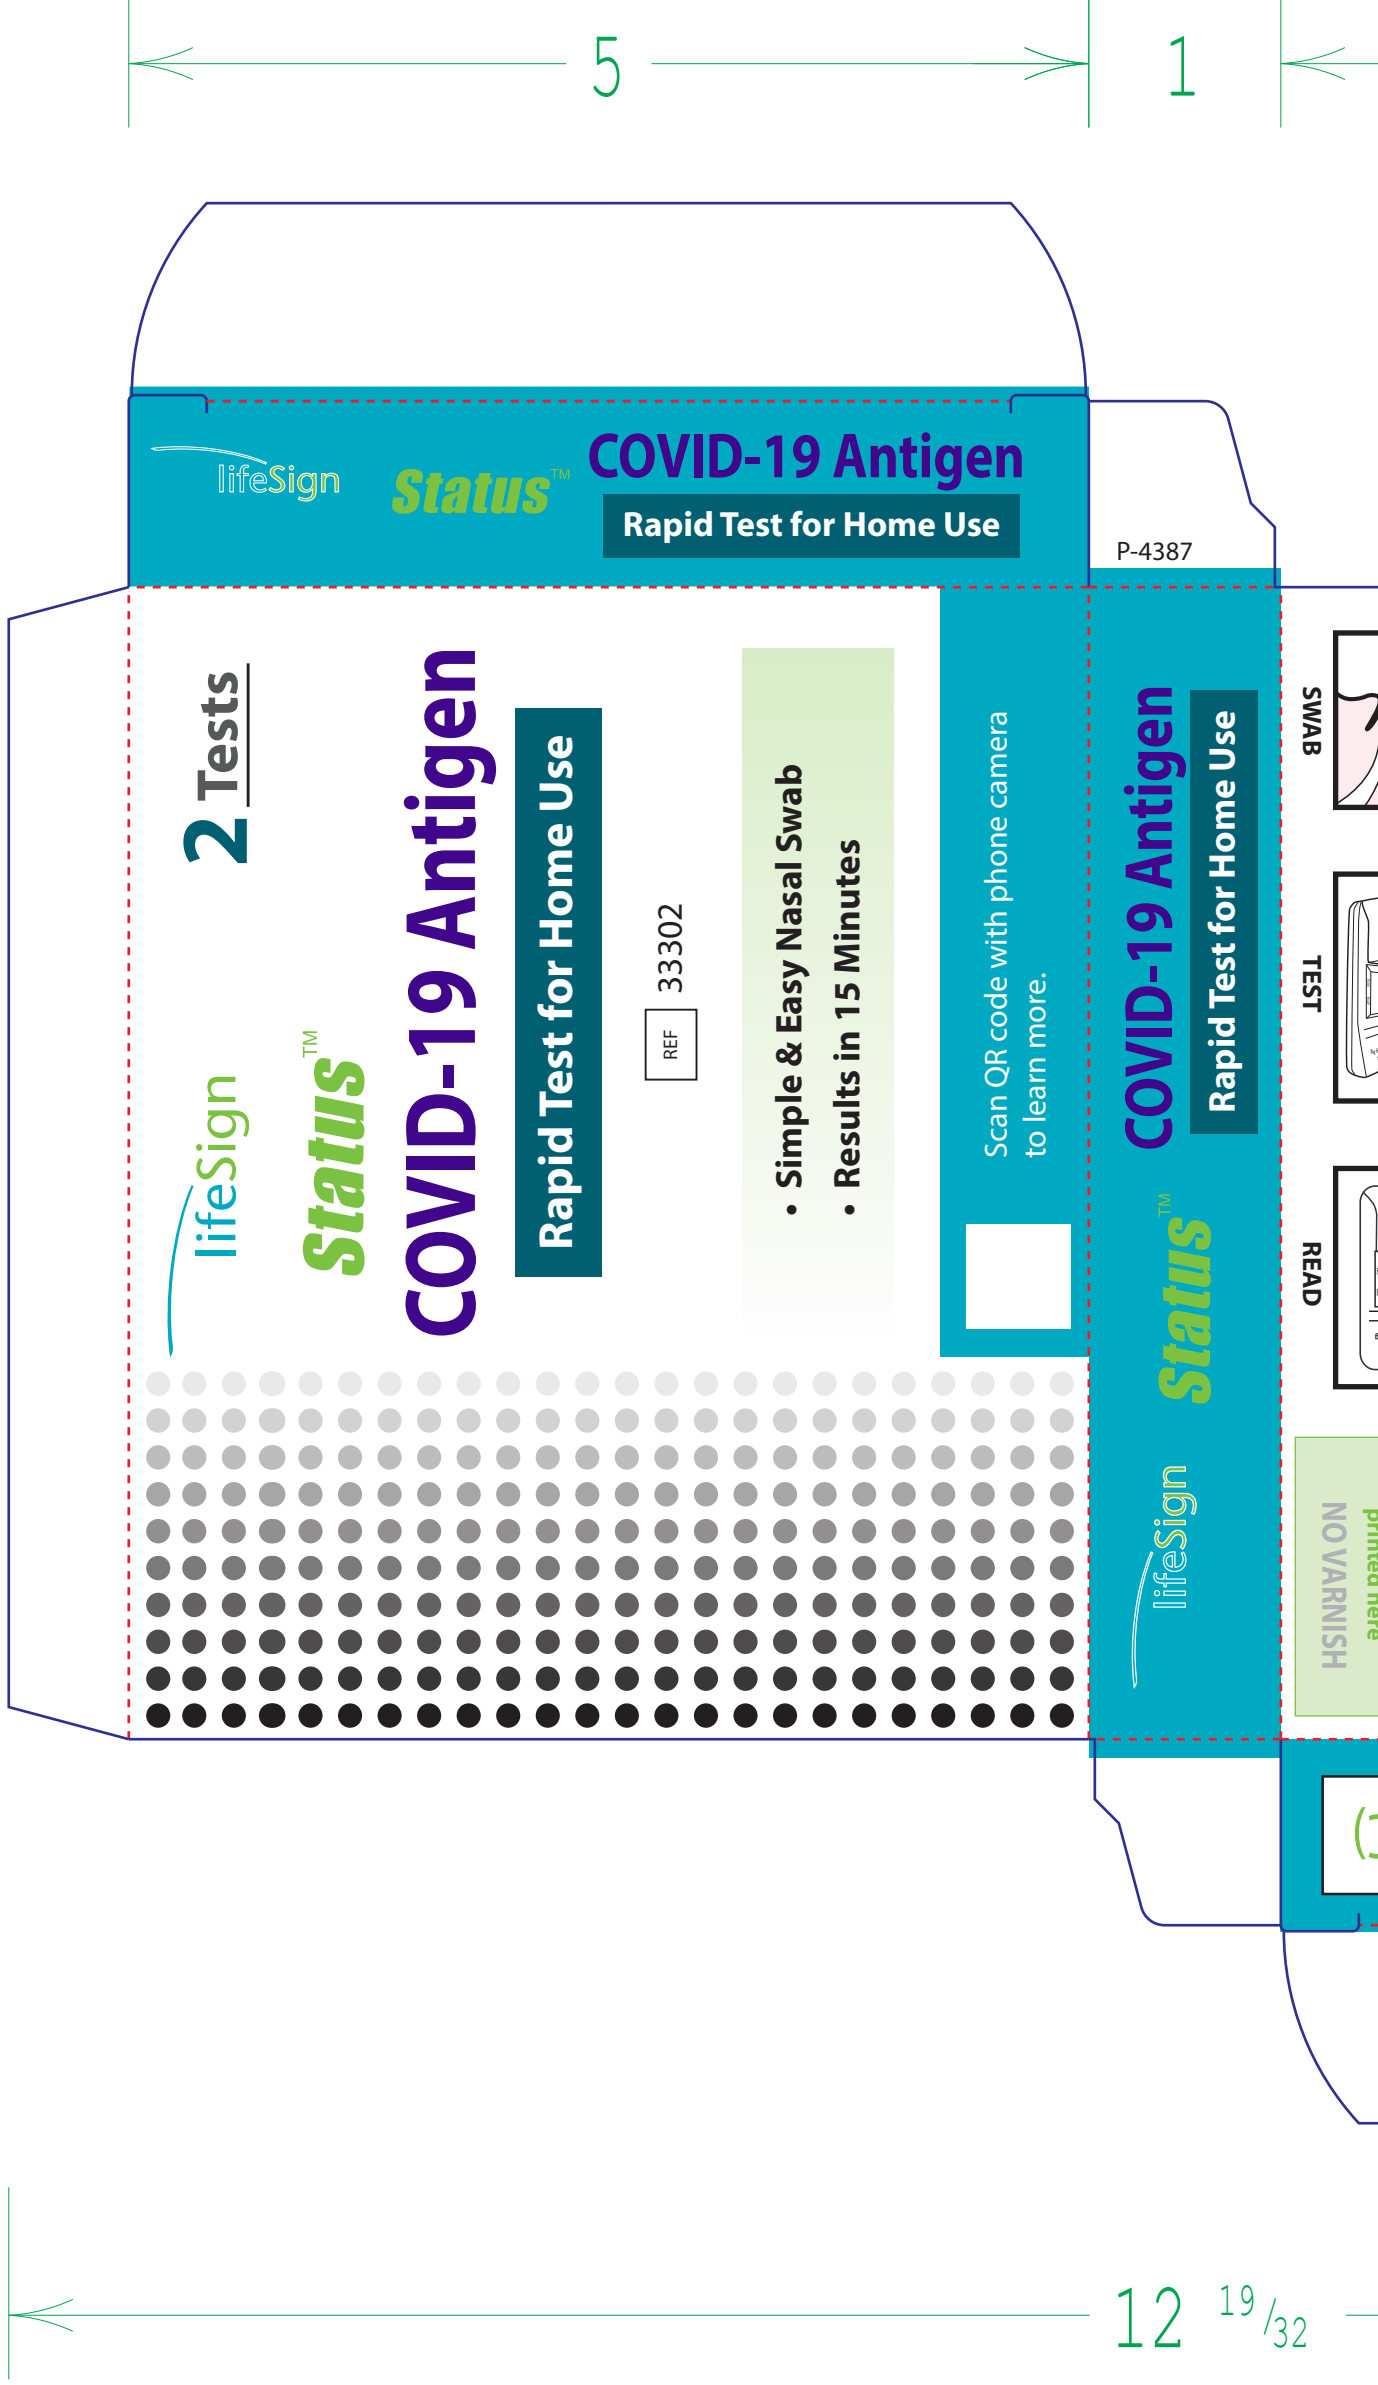 5
1
lifeSign
Status™
COVID-19 Antigen
Rapid Test for Home Use
P-4387
2 Tests
lifeSign
Status™
COVID-19 Antigen
Rapid Test for Home Use
REF 33302
• Simple & Easy Nasal Swab
• Results in 15 Minutes
Scan QR code with phone camera
to learn more.
lifeSign
Status™
COVID-19 Antigen
Rapid Test for Home Use
SWAB
TEST
READ
printed here
NO VARNISH
12 19/32